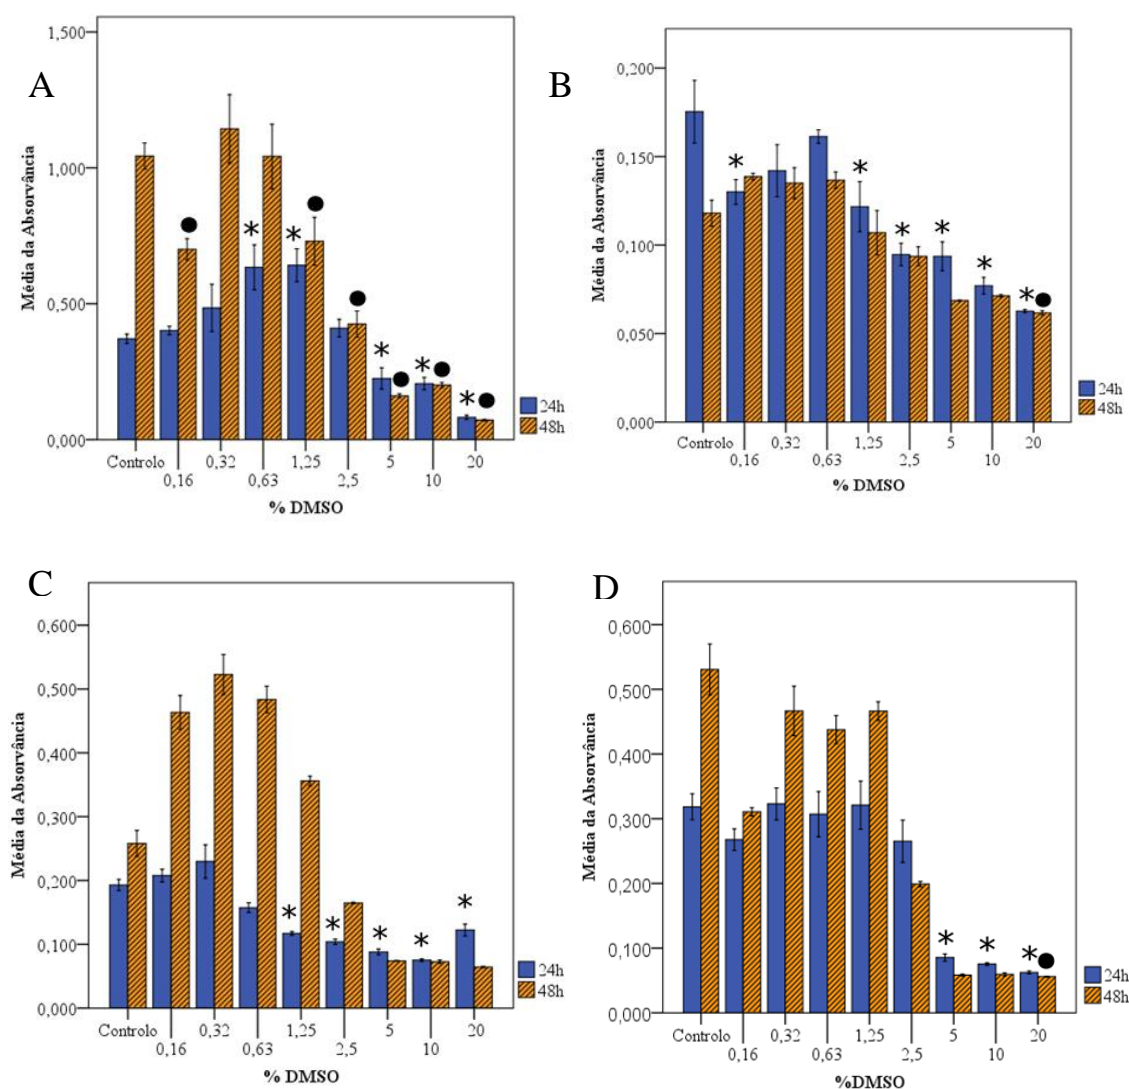 A
Média da Absorvância
1,500
1,000
0,500
0,000
* * * * *
● ● ● ● ● ●
Controlo 0,32 1,25 5 20
0,16 0,63 2,5 10
% DMSO
24h
48h
B
Média da Absorvância
0,200
0,150
0,100
0,050
0,000
* * * * * *
●
Controlo 0,32 1,25 5 20
0,16 0,63 2,5 10
%DMSO
24h
48h
C
Média da Absorvância
0,600
0,500
0,400
0,300
0,200
0,100
0,000
* * * * *
Controlo 0,32 1,25 5 20
0,16 0,63 2,5 10
% DMSO
24h
48h
D
Média da Absorvância
0,600
0,500
0,400
0,300
0,200
0,100
0,000
* * *
●
Controlo 0,32 1,25 5 20
0,16 0,63 2,5 10
%DMSO
24h
48h